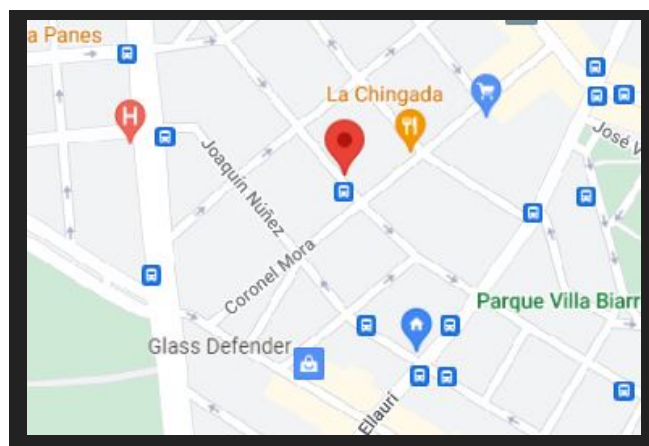 a Panes
La Chingada
H
José V
Joaquín Núñez
Coronel Mora
Parque Villa Biarr
Glass Defender
Ellauri